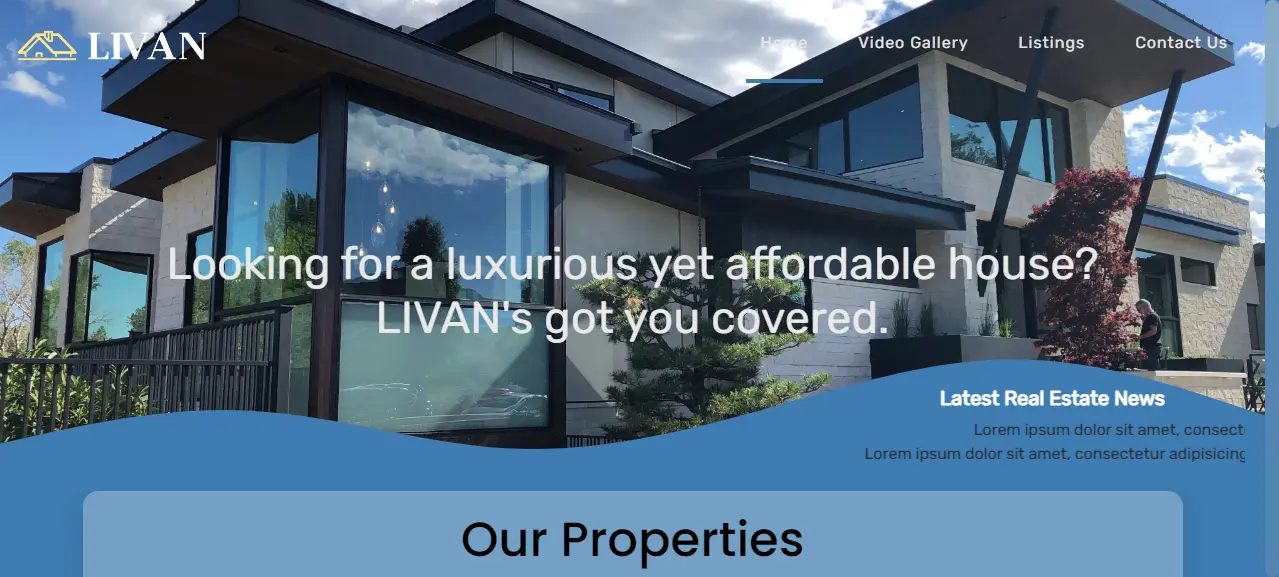 LIVAN
Home
Video Gallery
Listings
Contact Us
Looking for a luxurious yet affordable house?
LIVAN's got you covered.
Latest Real Estate News
Lorem ipsum dolor sit amet, consect
Lorem ipsum dolor sit amet, consectetur adipisicing
Our Properties